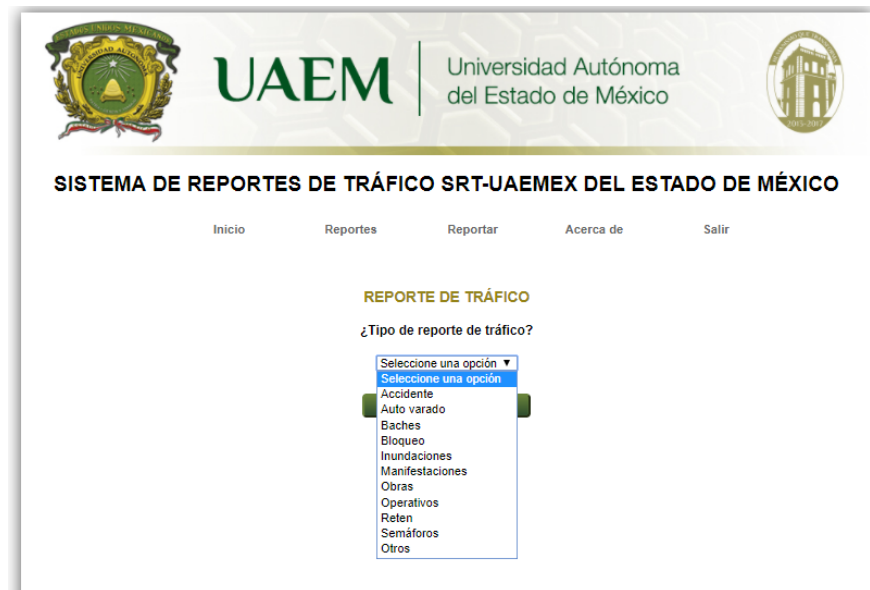 UAEM
Universidad Autónoma
del Estado de México
2013-2017
SISTEMA DE REPORTES DE TRÁFICO SRT-UAEMEX DEL ESTADO DE MÉXICO
Inicio Reportes Reportar Acerca de Salir
REPORTE DE TRÁFICO
¿Tipo de reporte de tráfico?
Seleccione una opción
Seleccione una opción
Accidente
Auto varado
Baches
Bloqueo
Inundaciones
Manifestaciones
Obras
Operativos
Reten
Semáforos
Otros